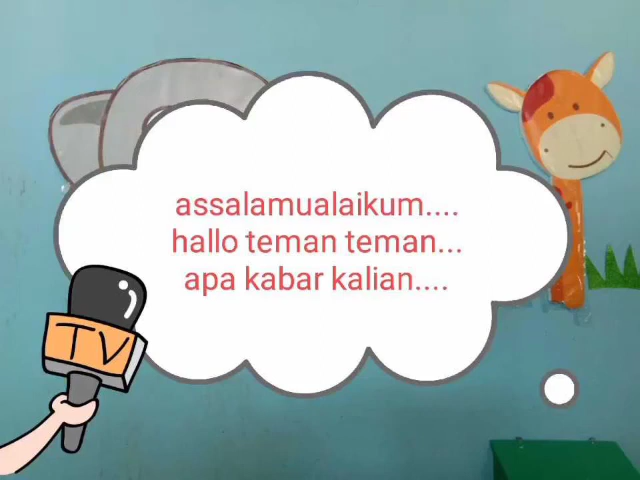 assalamualaikum....
hallo teman teman...
apa kabar kalian....
TV